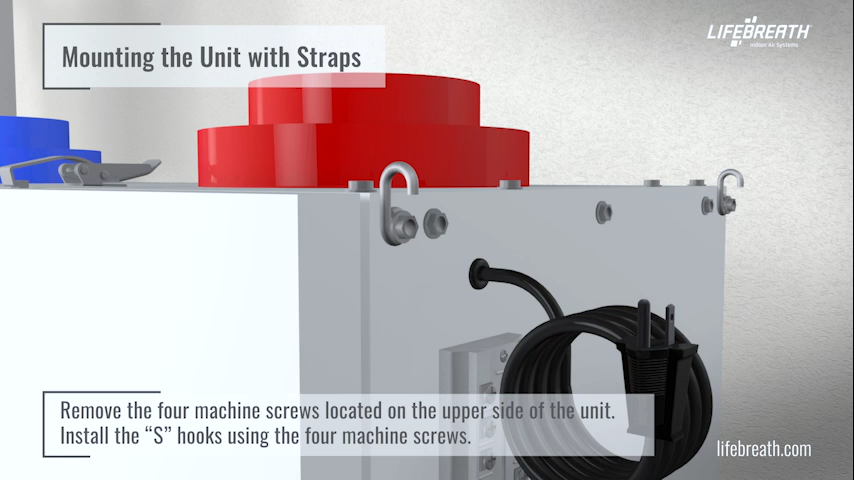 LIFEBREATH
Indoor Air Systems
Mounting the Unit with Straps
Remove the four machine screws located on the upper side of the unit.
Install the “S” hooks using the four machine screws.
lifebreath.com